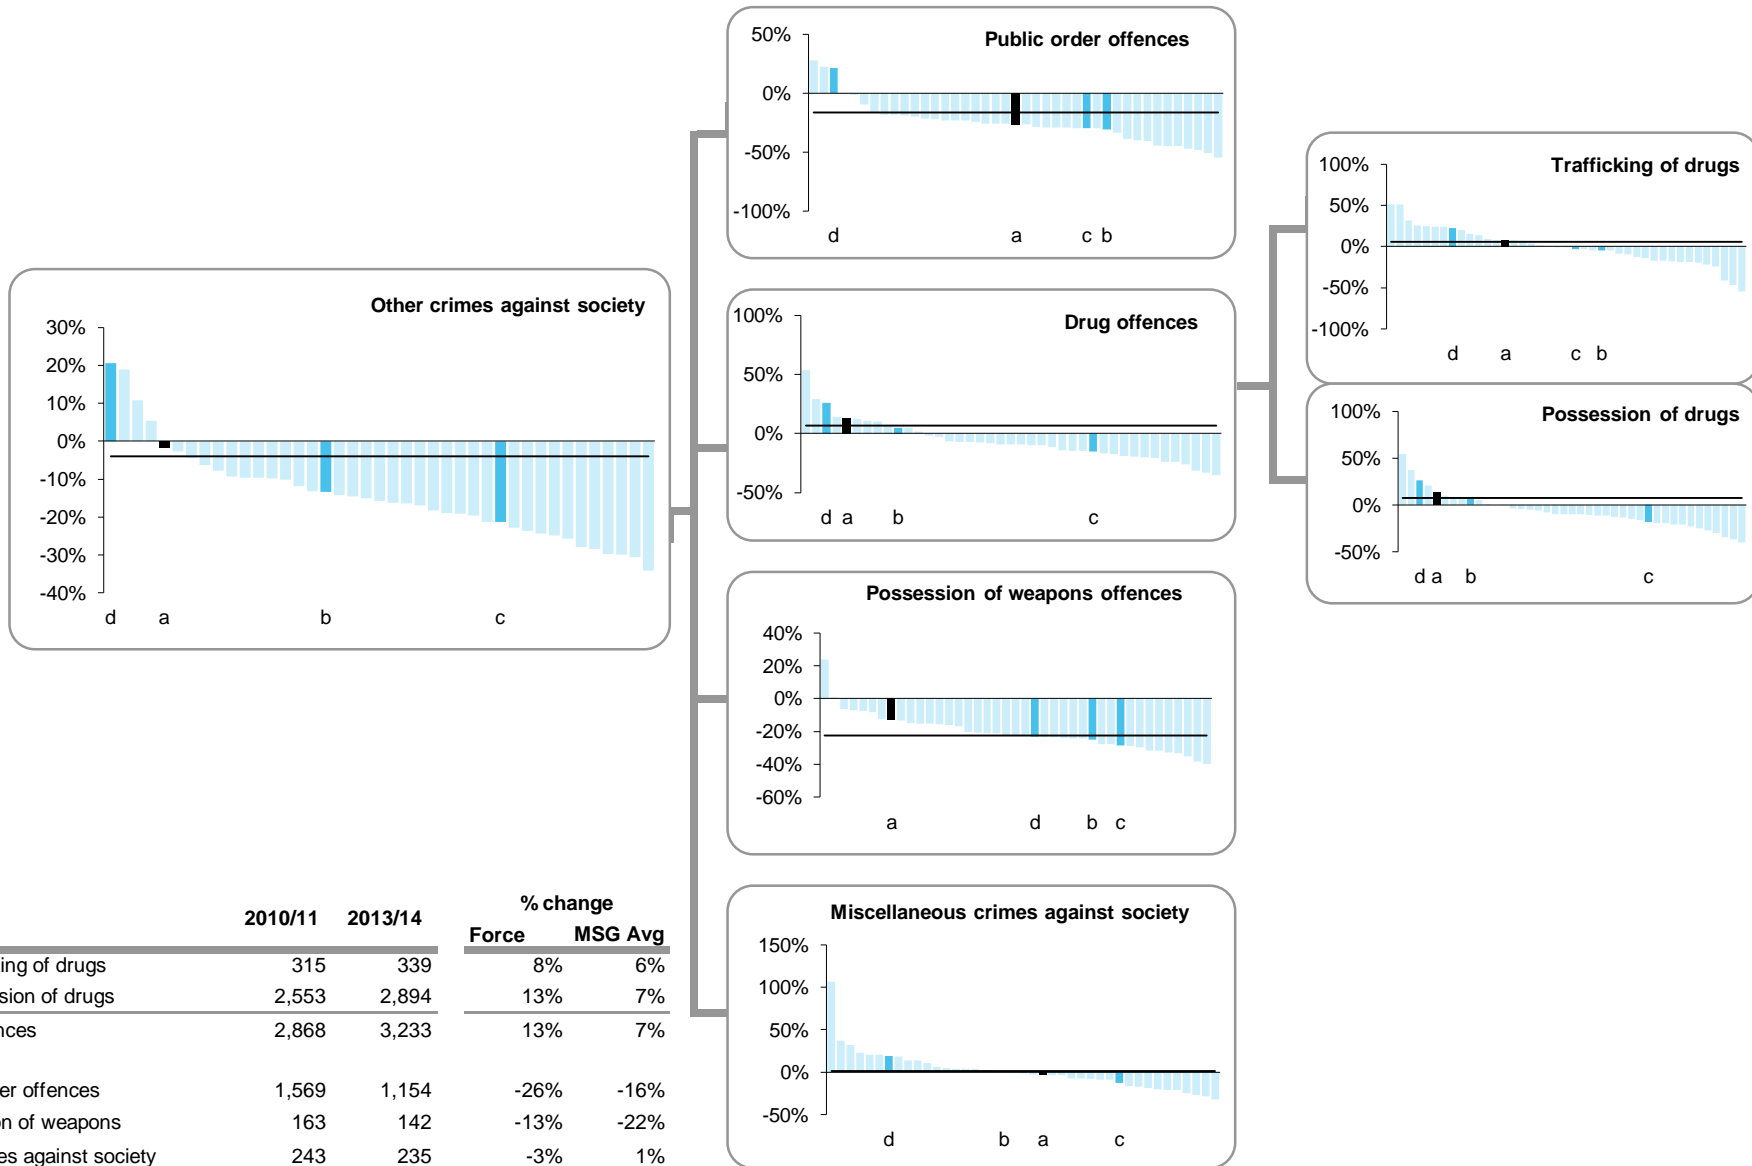 Public order offences
50%
0%
-50%
-100%
d a c b
Trafficking of drugs
100%
50%
0%
-50%
-100%
d a c b
Other crimes against society
30%
20%
10%
0%
-10%
-20%
-30%
-40%
d a b c
Drug offences
100%
50%
0%
-50%
d a b c
Possession of drugs
100%
50%
0%
-50%
d a b c
Possession of weapons offences
40%
20%
0%
-20%
-40%
-60%
a d b c
Miscellaneous crimes against society
150%
100%
50%
0%
-50%
d b a c
2010/11 2013/14 % change
Force MSG Avg
ing of drugs 315 339 8% 6%
sion of drugs 2,553 2,894 13% 7%
nces 2,868 3,233 13% 7%
er offences 1,569 1,154 -26% -16%
on of weapons 163 142 -13% -22%
es against society 243 235 -3% 1%